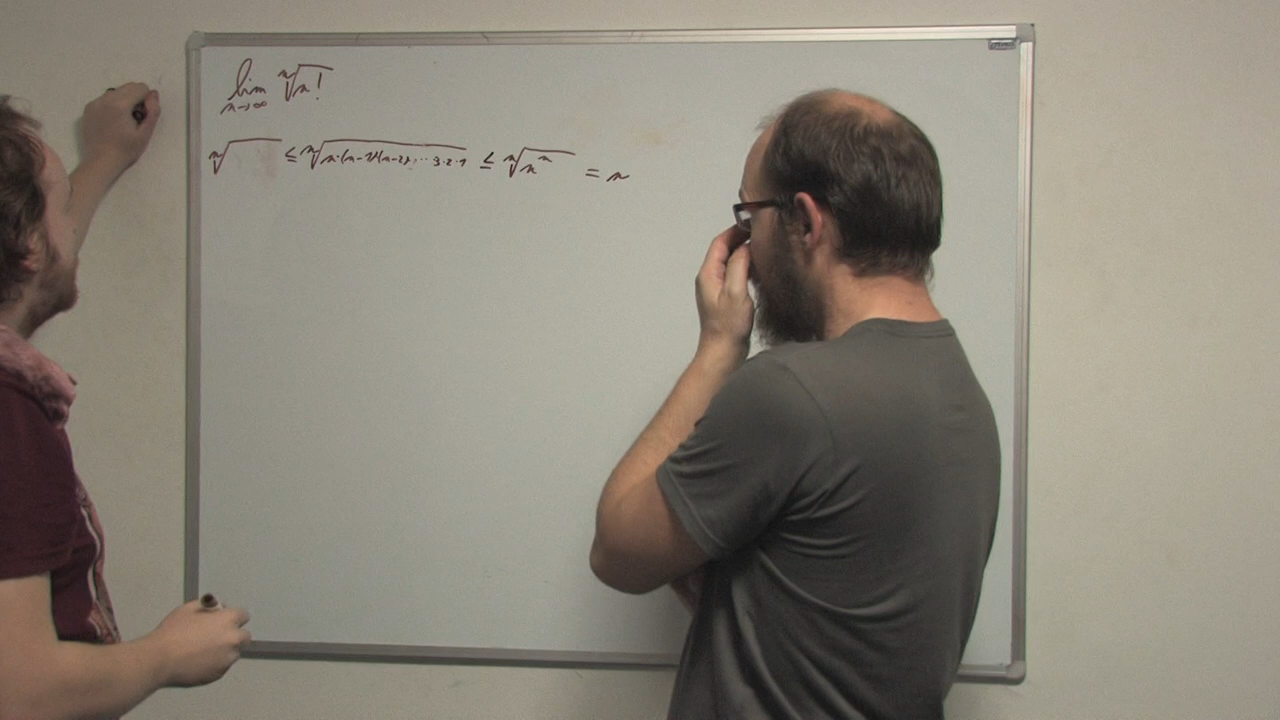 lim n→∞ ⁿ√n!
ⁿ√ ≤ ⁿ√n·(n-1)(n-2)·...3·2·1 ≤ ⁿ√nⁿ = n